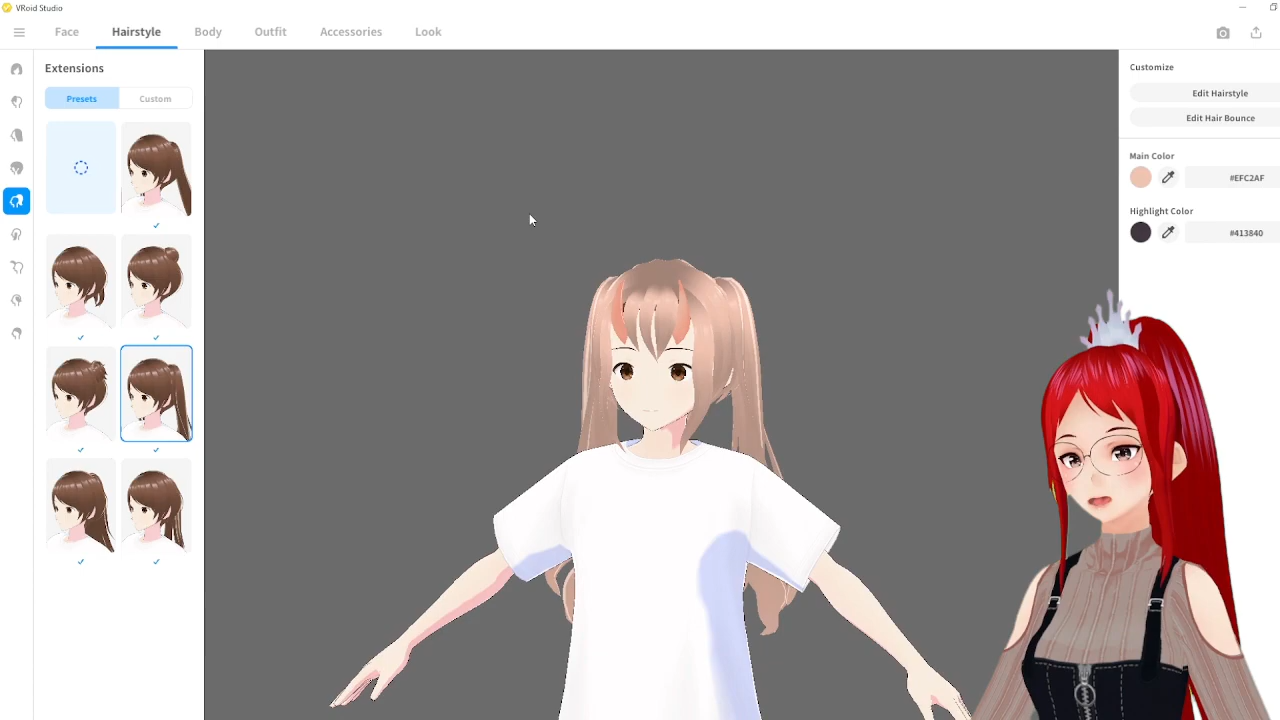 VRoid Studio
Face Hairstyle Body Outfit Accessories Look
Extensions
Presets Custom
Customize
Edit Hairstyle
Edit Hair Bounce
Main Color
#EFC2AF
Highlight Color
#413840